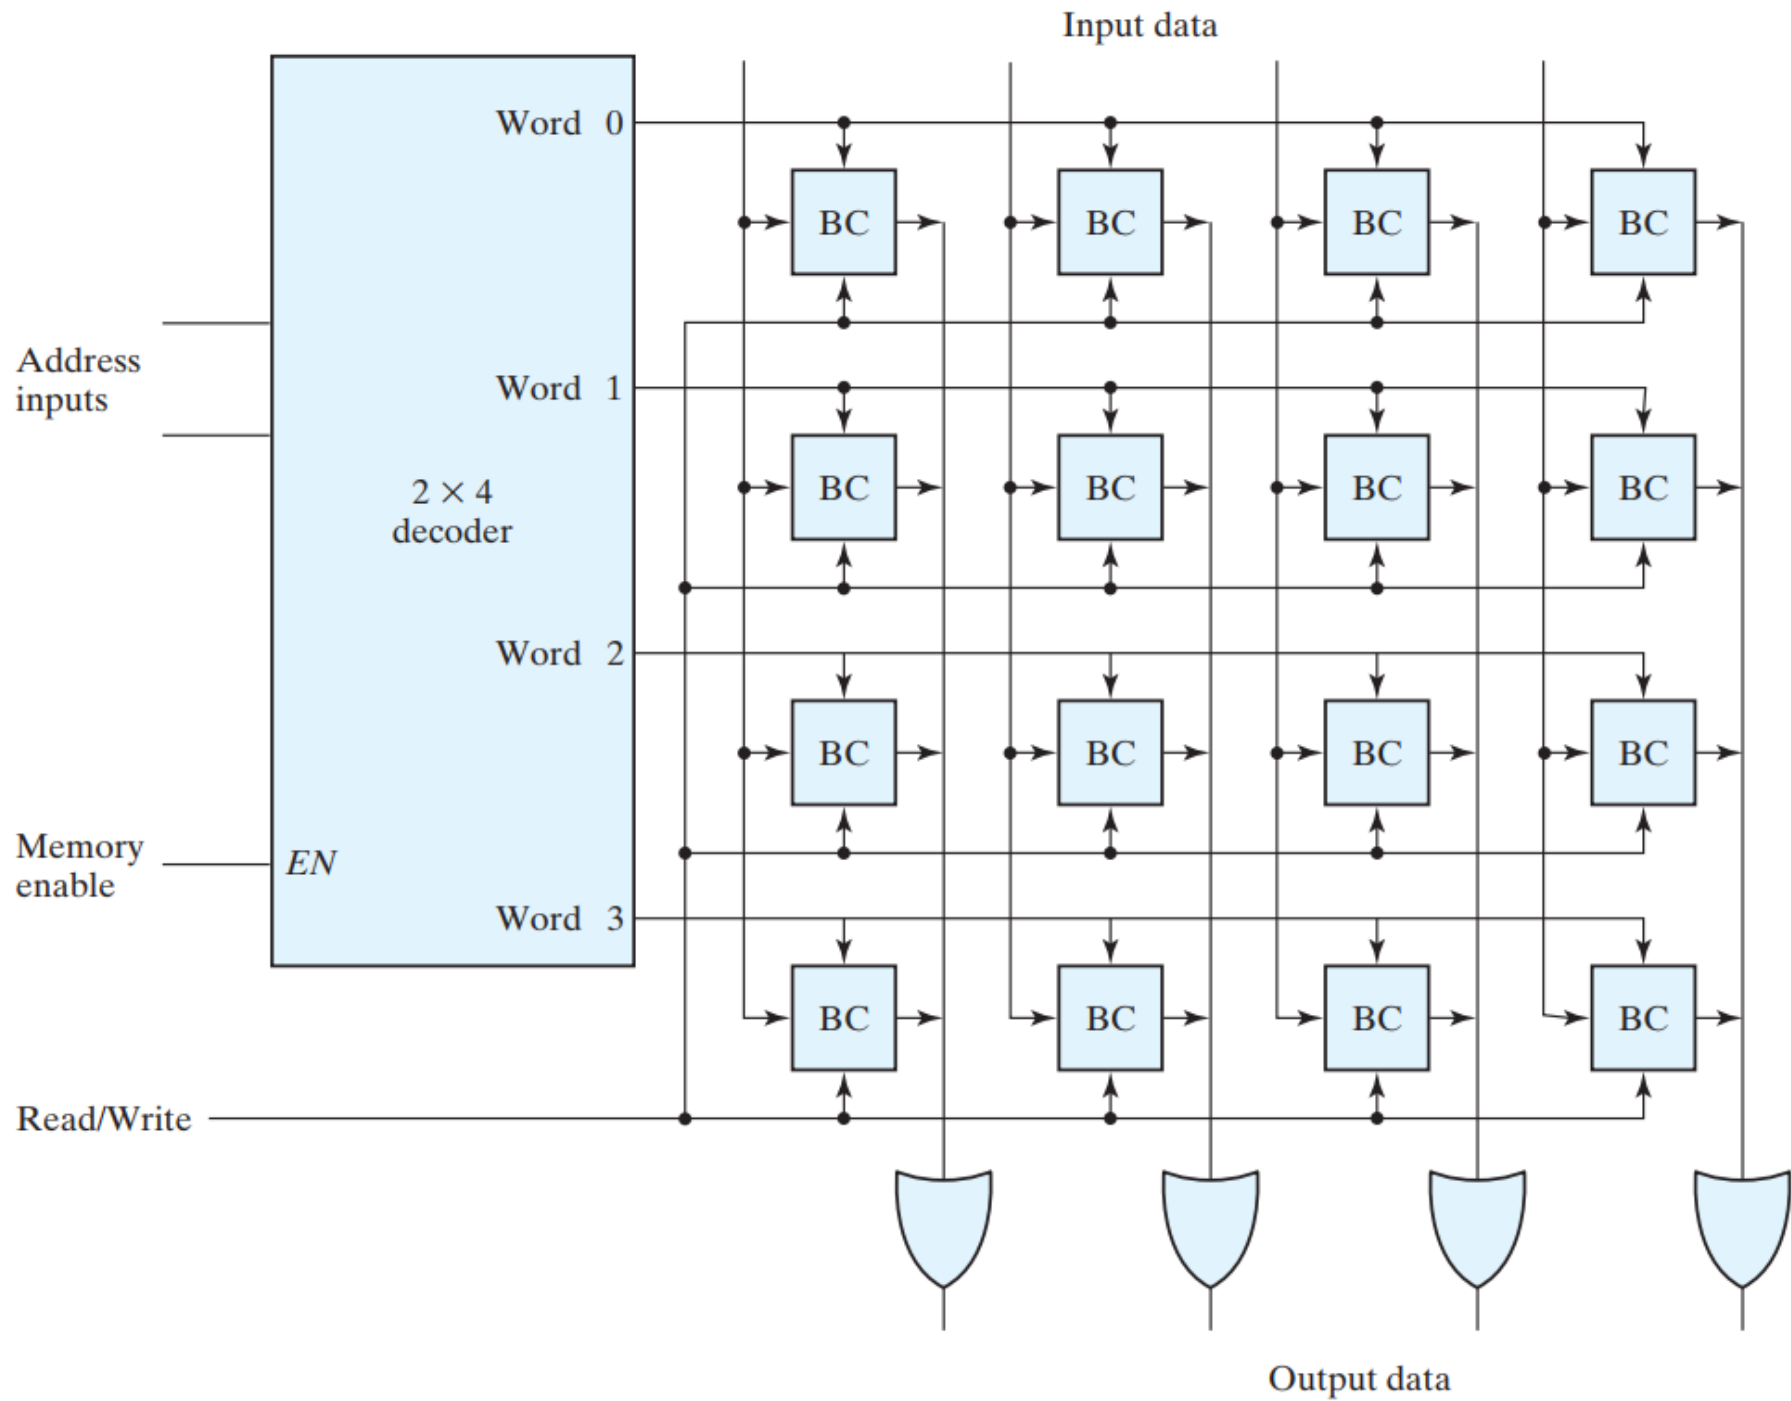 Input data
Word 0
BC BC BC BC
Address
inputs
Word 1
BC BC BC BC
2 × 4
decoder
Word 2
BC BC BC BC
Memory
enable
EN
Word 3
BC BC BC BC
Read/Write
Output data